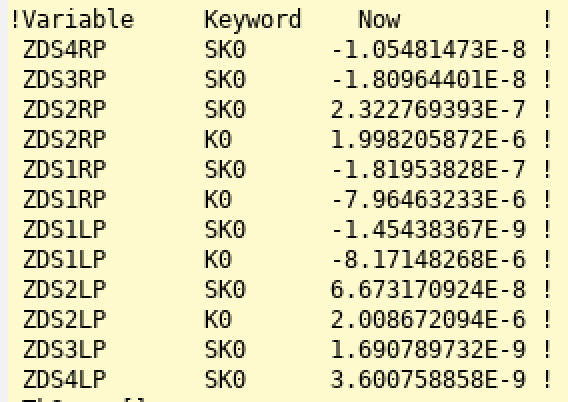 !Variable Keyword Now !
ZDS4RP SK0 -1.05481473E-8 !
ZDS3RP SK0 -1.80964401E-8 !
ZDS2RP SK0 2.322769393E-7 !
ZDS2RP K0 1.998205872E-6 !
ZDS1RP SK0 -1.81953828E-7 !
ZDS1RP K0 -7.96463233E-6 !
ZDS1LP SK0 -1.45438367E-9 !
ZDS1LP K0 -8.17148268E-6 !
ZDS2LP SK0 6.673170924E-8 !
ZDS2LP K0 2.008672094E-6 !
ZDS3LP SK0 1.690789732E-9 !
ZDS4LP SK0 3.600758858E-9 !